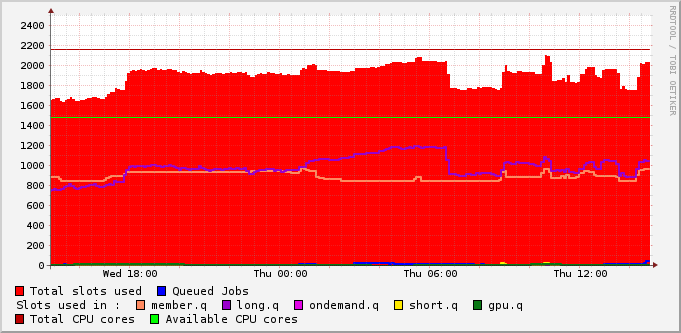 RRDTOOL / TOBI OETIKER
2400
2200
2000
1800
1600
1400
1200
1000
800
600
400
200
0
Wed 18:00 Thu 00:00 Thu 06:00 Thu 12:00
Total slots used Queued Jobs
Slots used in : member.q long.q ondemand.q short.q gpu.q
Total CPU cores Available CPU cores